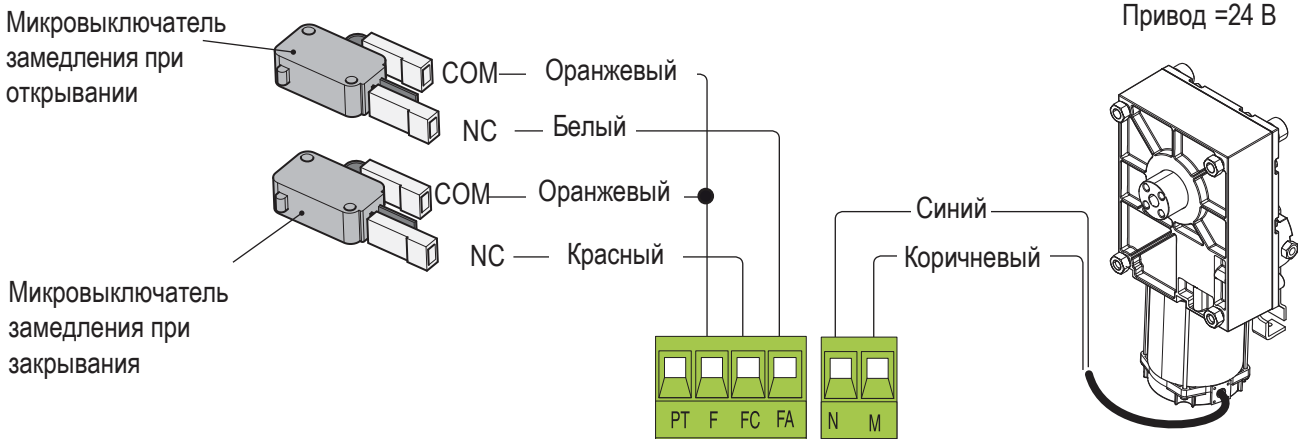 Микровыключатель
замедления при
открывании
COM
Оранжевый
NC
Белый
COM
Оранжевый
NC
Красный
Микровыключатель
замедления при
закрывания
Привод =24 В
Синий
Коричневый
PT F FC FA
N M